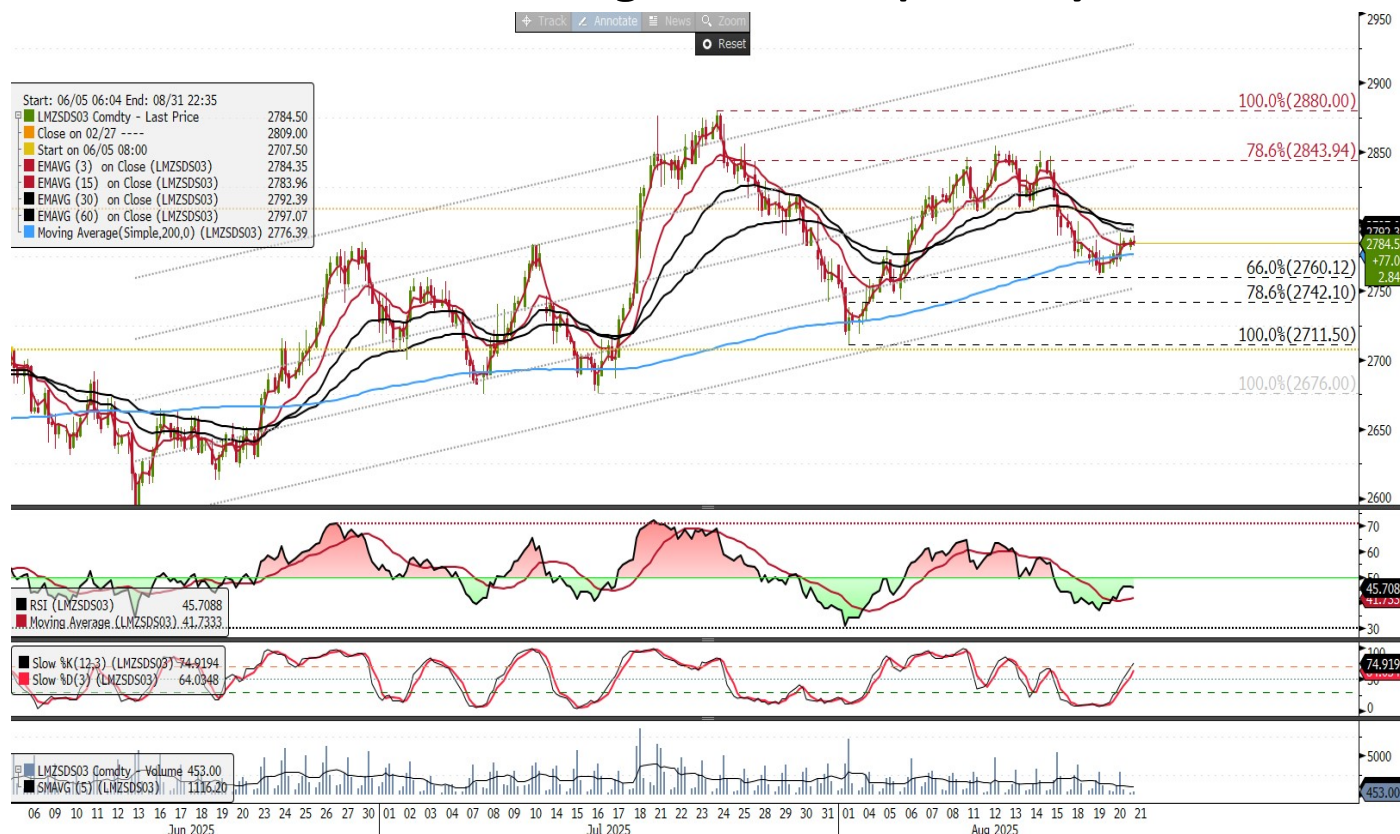 Track Annotate News Zoom
Reset
Start: 06/05 06:04 End: 08/31 22:35
LMZSDS03 Comdty - Last Price 2784.50
Close on 02/27 ---- 2809.00
Start on 06/05 08:00 2707.50
EMAVG (3) on Close (LMZSDS03) 2784.35
EMAVG (15) on Close (LMZSDS03) 2783.96
EMAVG (30) on Close (LMZSDS03) 2792.39
EMAVG (60) on Close (LMZSDS03) 2797.07
Moving Average(Simple,200,0) (LMZSDS03) 2776.39
100.0%(2880.00)
78.6%(2843.94)
66.0%(2760.12)
78.6%(2742.10)
100.0%(2711.50)
100.0%(2676.00)
2950
2900
2850
2784.5
+77.0
2.84
2750
2700
2650
2600
RSI (LMZSDS03) 45.7088
Moving Average (LMZSDS03) 41.7333
70
60
50
45.708
41.733
30
Slow %K(12,3) (LMZSDS03) 74.9194
Slow %D(3) (LMZSDS03) 64.0348
100
74.919
50
0
LMZSDS03 Comdty - Volume 453.00
SMAVG (5) (LMZSDS03) 1116.20
5000
453.00
06 09 10 11 12 13 16 17 18 19 20 23 24 25 26 27 30 01 02 03 04 07 08 09 10 11 14 15 16 17 18 21 22 23 24 25 28 29 30 31 01 04 05 06 07 08 11 12 13 14 15 18 19 20 21
Jun 2025 Jul 2025 Aug 2025